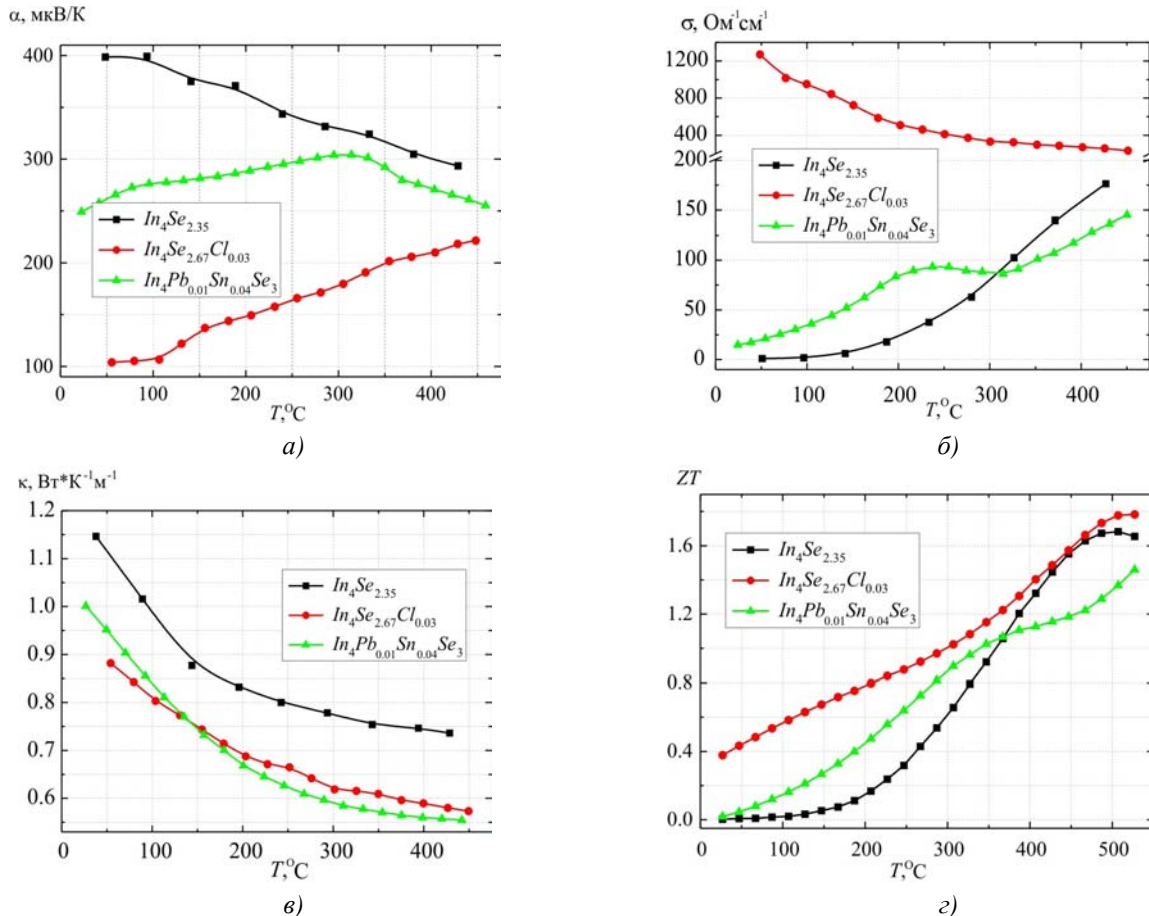 α, мкВ/К
400
300
200
100
0 100 200 300 400
In₄Se₂.₃₅
In₄Se₂.₆₇Cl₀.₀₃
In₄Pb₀.₀₁Sn₀.₀₄Se₃
T,°C
а)
σ, Ом⁻¹см⁻¹
1200
800
400
200
150
100
50
0
0 100 200 300 400
In₄Se₂.₃₅
In₄Se₂.₆₇Cl₀.₀₃
In₄Pb₀.₀₁Sn₀.₀₄Se₃
T,°C
б)
κ, Вт*К⁻¹м⁻¹
1.2
1.1
1.0
0.9
0.8
0.7
0.6
0 100 200 300 400
In₄Se₂.₃₅
In₄Se₂.₆₇Cl₀.₀₃
In₄Pb₀.₀₁Sn₀.₀₄Se₃
T,°C
в)
ZT
1.6
1.2
0.8
0.4
0.0
0 100 200 300 400 500
In₄Se₂.₃₅
In₄Se₂.₆₇Cl₀.₀₃
In₄Pb₀.₀₁Sn₀.₀₄Se₃
T,°C
г)